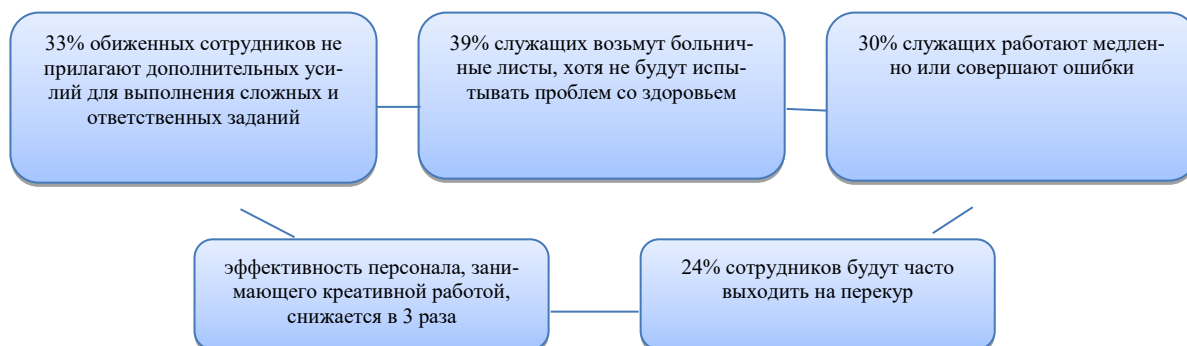 33% обиженных сотрудников не
прилагают дополнительных уси-
лий для выполнения сложных и
ответственных заданий
39% служащих возьмут больнич-
ные листы, хотя не будут испы-
тывать проблем со здоровьем
30% служащих работают медлен-
но или совершают ошибки
эффективность персонала, зани-
мающего креативной работой,
снижается в 3 раза
24% сотрудников будут часто
выходить на перекур